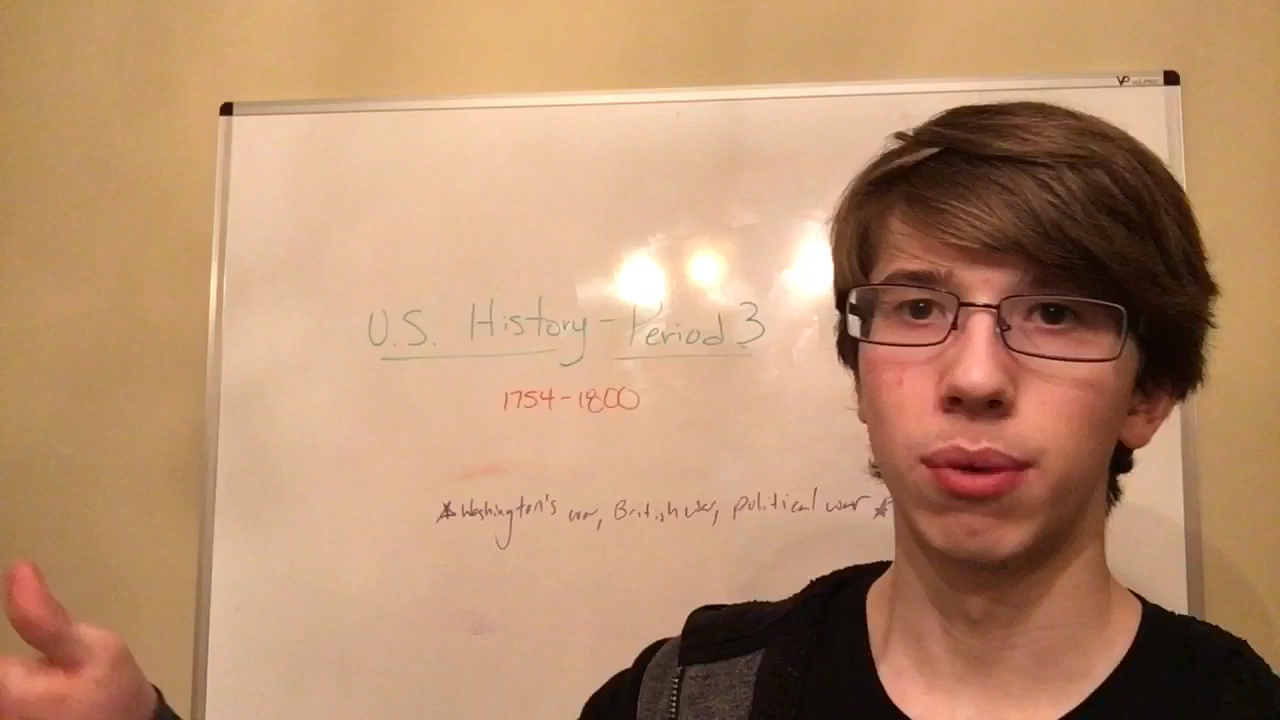 U.S. History - Period 3
1754-1800
*Washington's war, British war, political war*